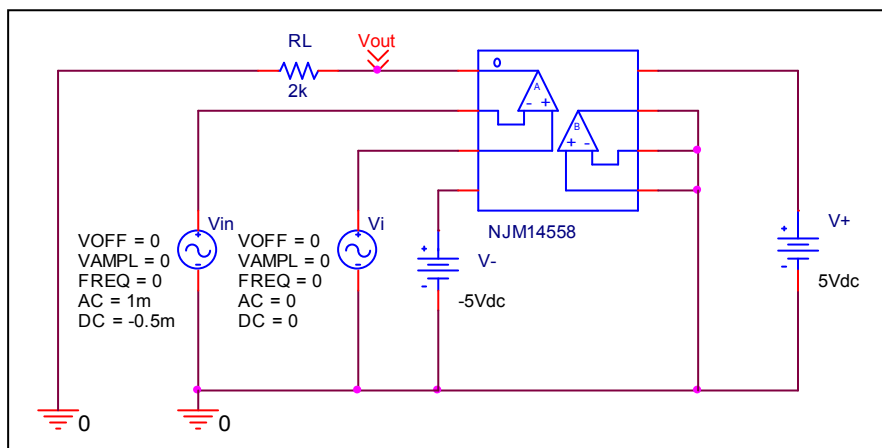 RL
Vout
2k
0
A
- +
B
+ -
NJM14558
Vin
VOFF = 0
VAMPL = 0
FREQ = 0
AC = 1m
DC = -0.5m
Vi
VOFF = 0
VAMPL = 0
FREQ = 0
AC = 0
DC = 0
V-
-5Vdc
V+
5Vdc
0
0